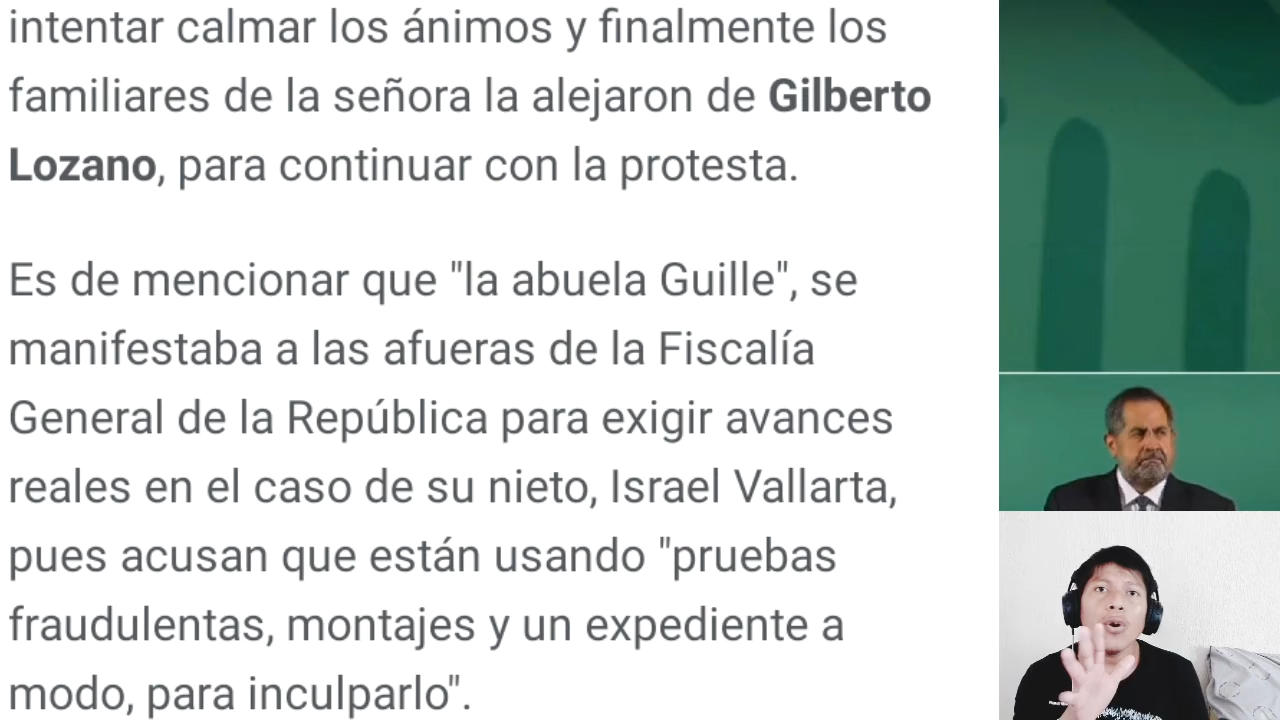 intentar calmar los ánimos y finalmente los
familiares de la señora la alejaron de Gilberto
Lozano, para continuar con la protesta.
Es de mencionar que "la abuela Guille", se
manifestaba a las afueras de la Fiscalía
General de la República para exigir avances
reales en el caso de su nieto, Israel Vallarta,
pues acusan que están usando "pruebas
fraudulentas, montajes y un expediente a
modo, para inculparlo".